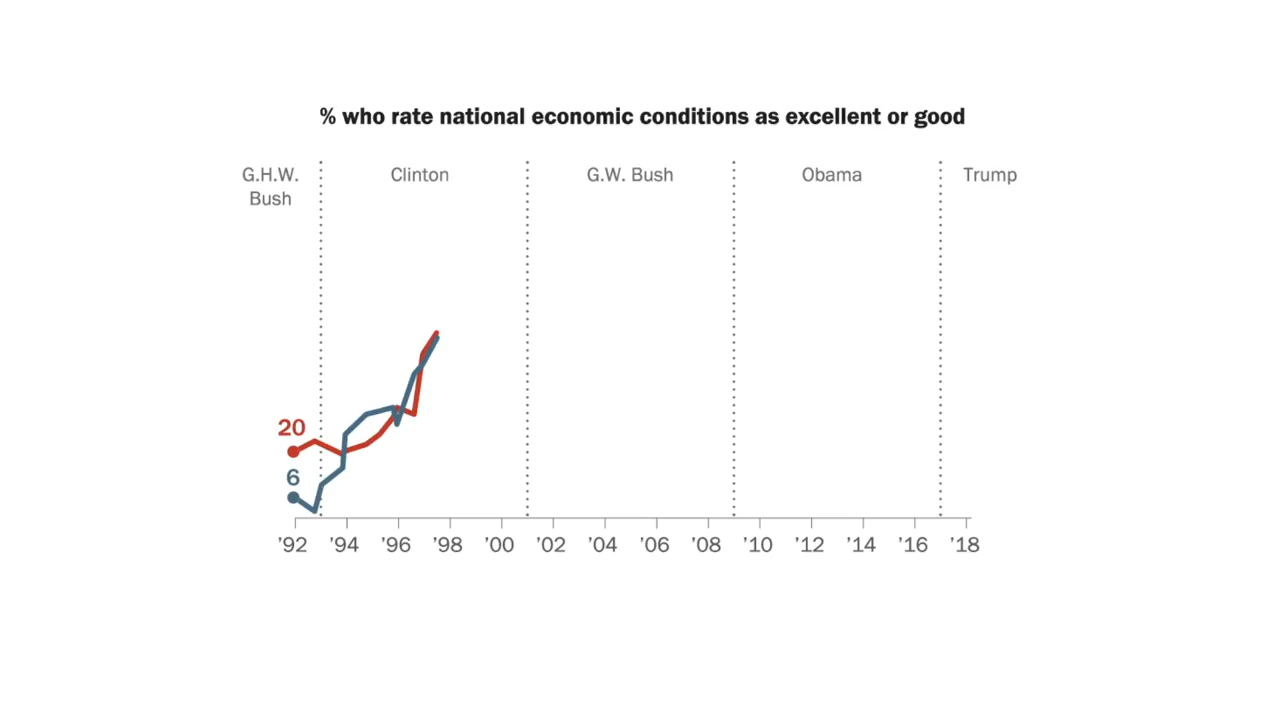 % who rate national economic conditions as excellent or good
G.H.W.
Bush
Clinton
G.W. Bush
Obama
Trump
20
6
’92 ’94 ’96 ’98 ’00 ’02 ’04 ’06 ’08 ’10 ’12 ’14 ’16 ’18